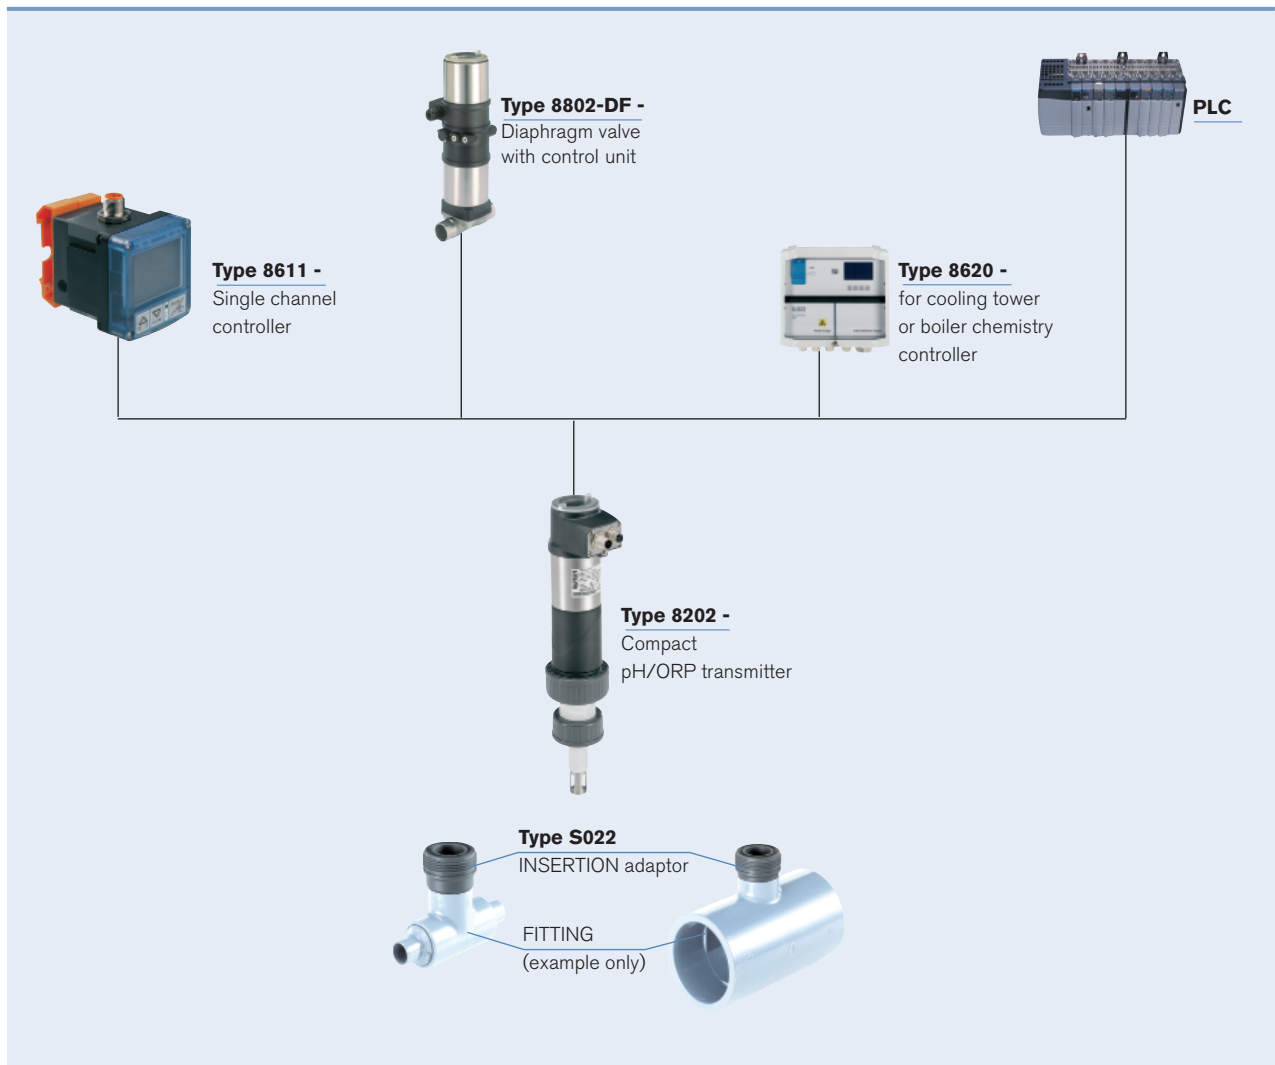 Type 8802-DF -
Diaphragm valve
with control unit
PLC
Type 8611 -
Single channel
controller
Type 8620 -
for cooling tower
or boiler chemistry
controller
Type 8202 -
Compact
pH/ORP transmitter
Type S022
INSERTION adaptor
FITTING
(example only)